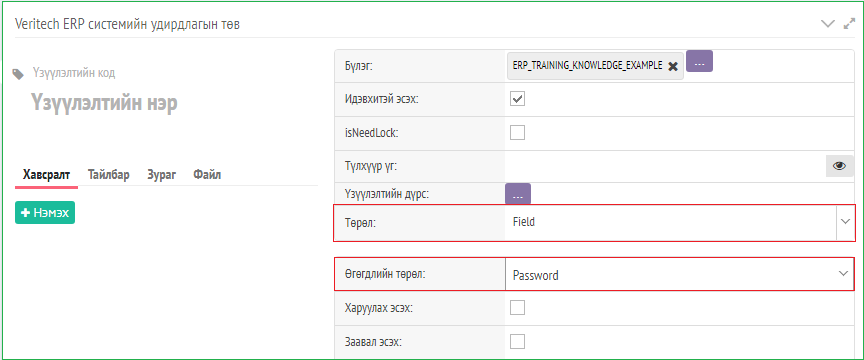 Veritech ERP системийн удирдлагын төв
Үзүүлэлтийн код
Үзүүлэлтийн нэр
Хавсралт Тайлбар Зураг Файл
+ Нэмэх
Бүлэг: ERP_TRAINING_KNOWLEDGE_EXAMPLE ✖ ...
Идэвхитэй эсэх:
isNeedLock:
Түлхүүр үг:
Үзүүлэлтийн дүрс: ...
Төрөл: Field
Өгөгдлийн төрөл: Password
Харуулах эсэх:
Заавал эсэх: